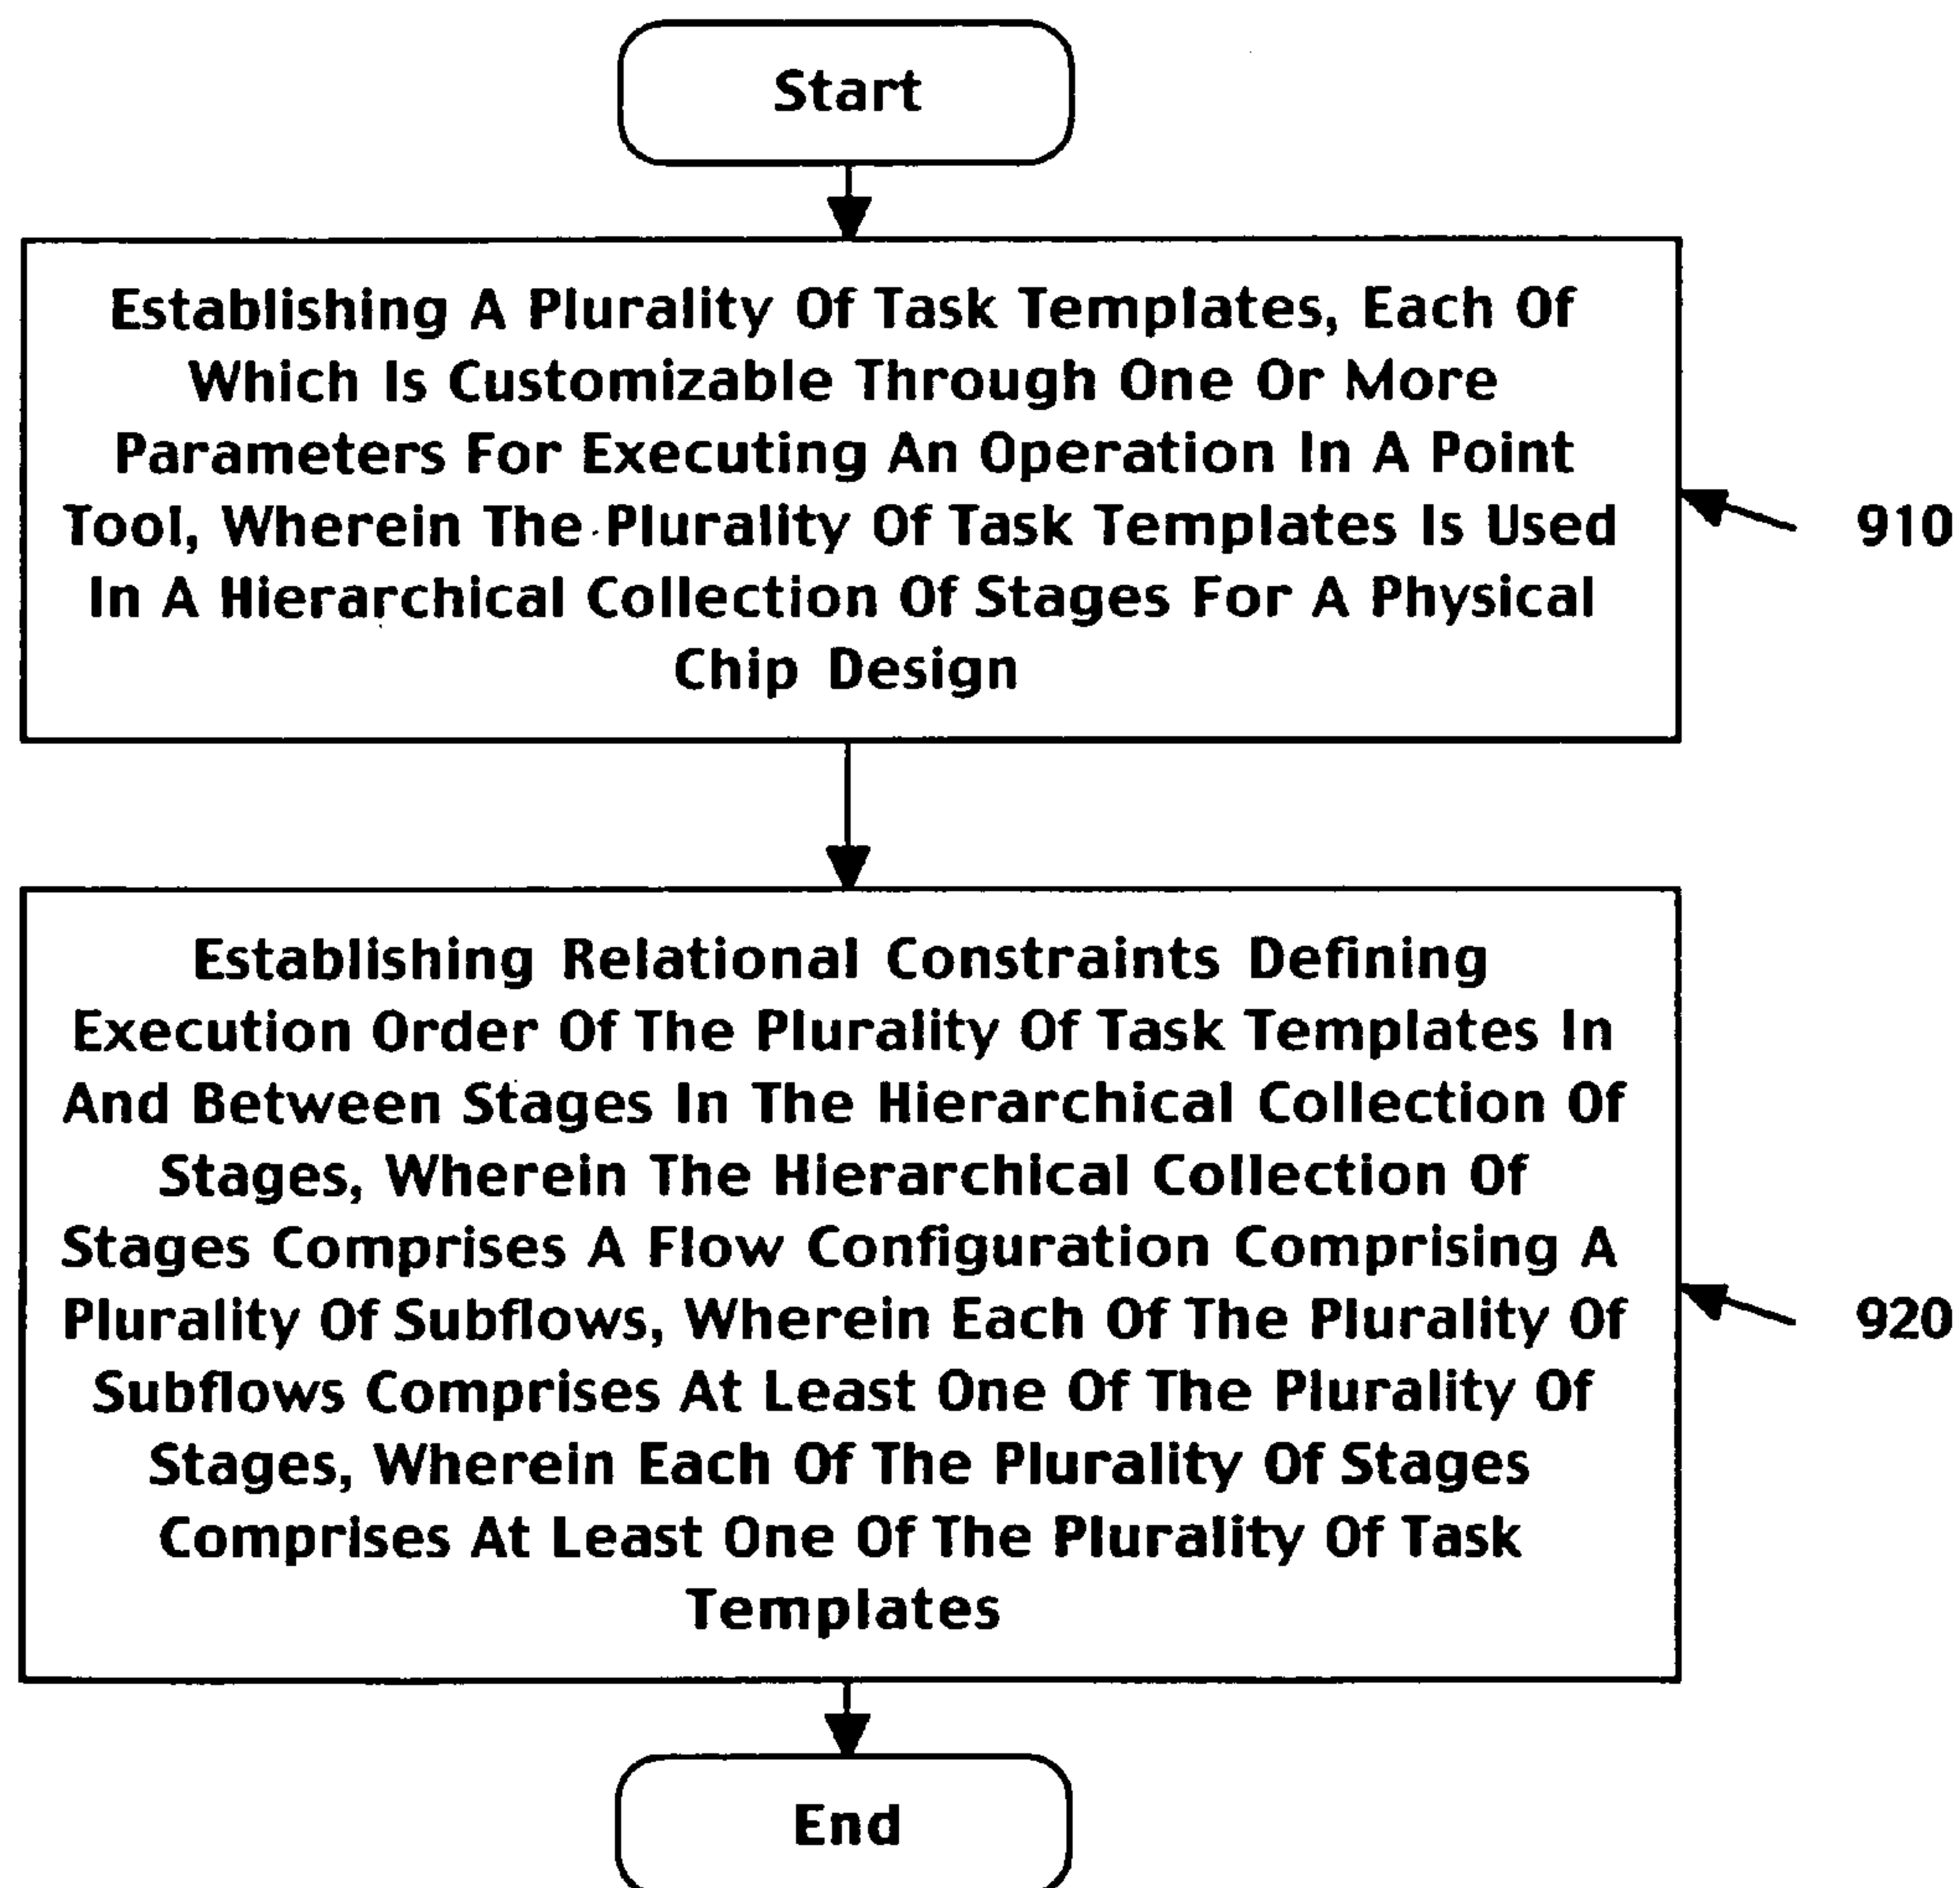 Start
Establishing A Plurality Of Task Templates, Each Of
Which Is Customizable Through One Or More
Parameters For Executing An Operation In A Point
Tool, Wherein The Plurality Of Task Templates Is Used
In A Hierarchical Collection Of Stages For A Physical
Chip Design
910
Establishing Relational Constraints Defining
Execution Order Of The Plurality Of Task Templates In
And Between Stages In The Hierarchical Collection Of
Stages, Wherein The Hierarchical Collection Of
Stages Comprises A Flow Configuration Comprising A
Plurality Of Subflows, Wherein Each Of The Plurality Of
Subflows Comprises At Least One Of The Plurality Of
Stages, Wherein Each Of The Plurality Of Stages
Comprises At Least One Of The Plurality Of Task
Templates
920
End